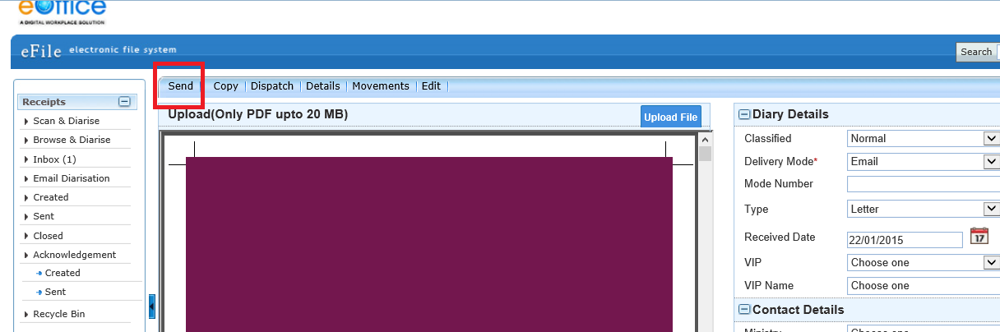 eOffice
A DIGITAL WORKPLACE SOLUTION
eFile electronic file system
Search
Send Copy Dispatch Details Movements Edit
Receipts
Scan & Diarise
Browse & Diarise
Inbox (1)
Email Diarisation
Created
Sent
Closed
Acknowledgement
Created
Sent
Recycle Bin
Upload(Only PDF upto 20 MB)
Upload File
Diary Details
Classified Normal
Delivery Mode* Email
Mode Number
Type Letter
Received Date 22/01/2015 17
VIP Choose one
VIP Name Choose one
Contact Details
Ministry Choose one